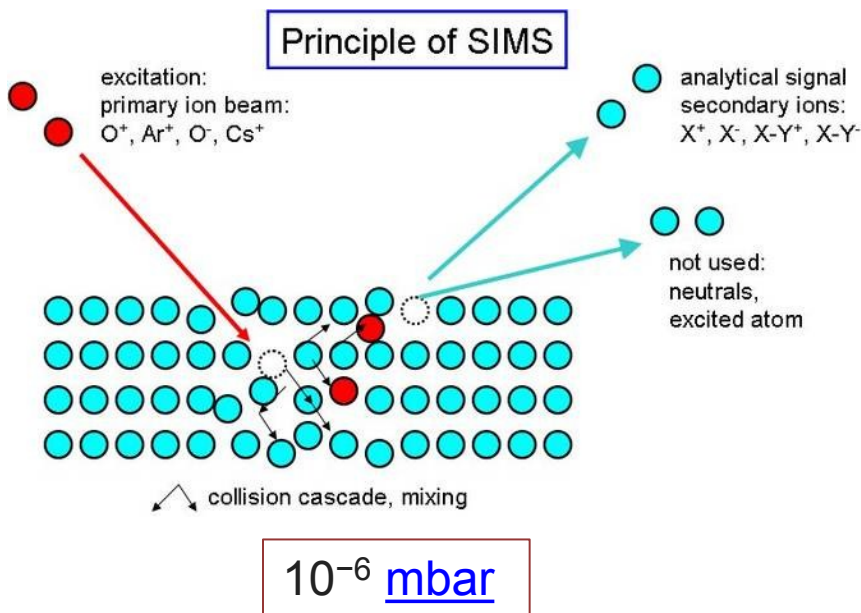 Principle of SIMS
excitation:
primary ion beam:
O⁺, Ar⁺, O⁻, Cs⁺
analytical signal
secondary ions:
X⁺, X⁻, X-Y⁺, X-Y⁻
not used:
neutrals,
excited atom
collision cascade, mixing
10⁻⁶ mbar